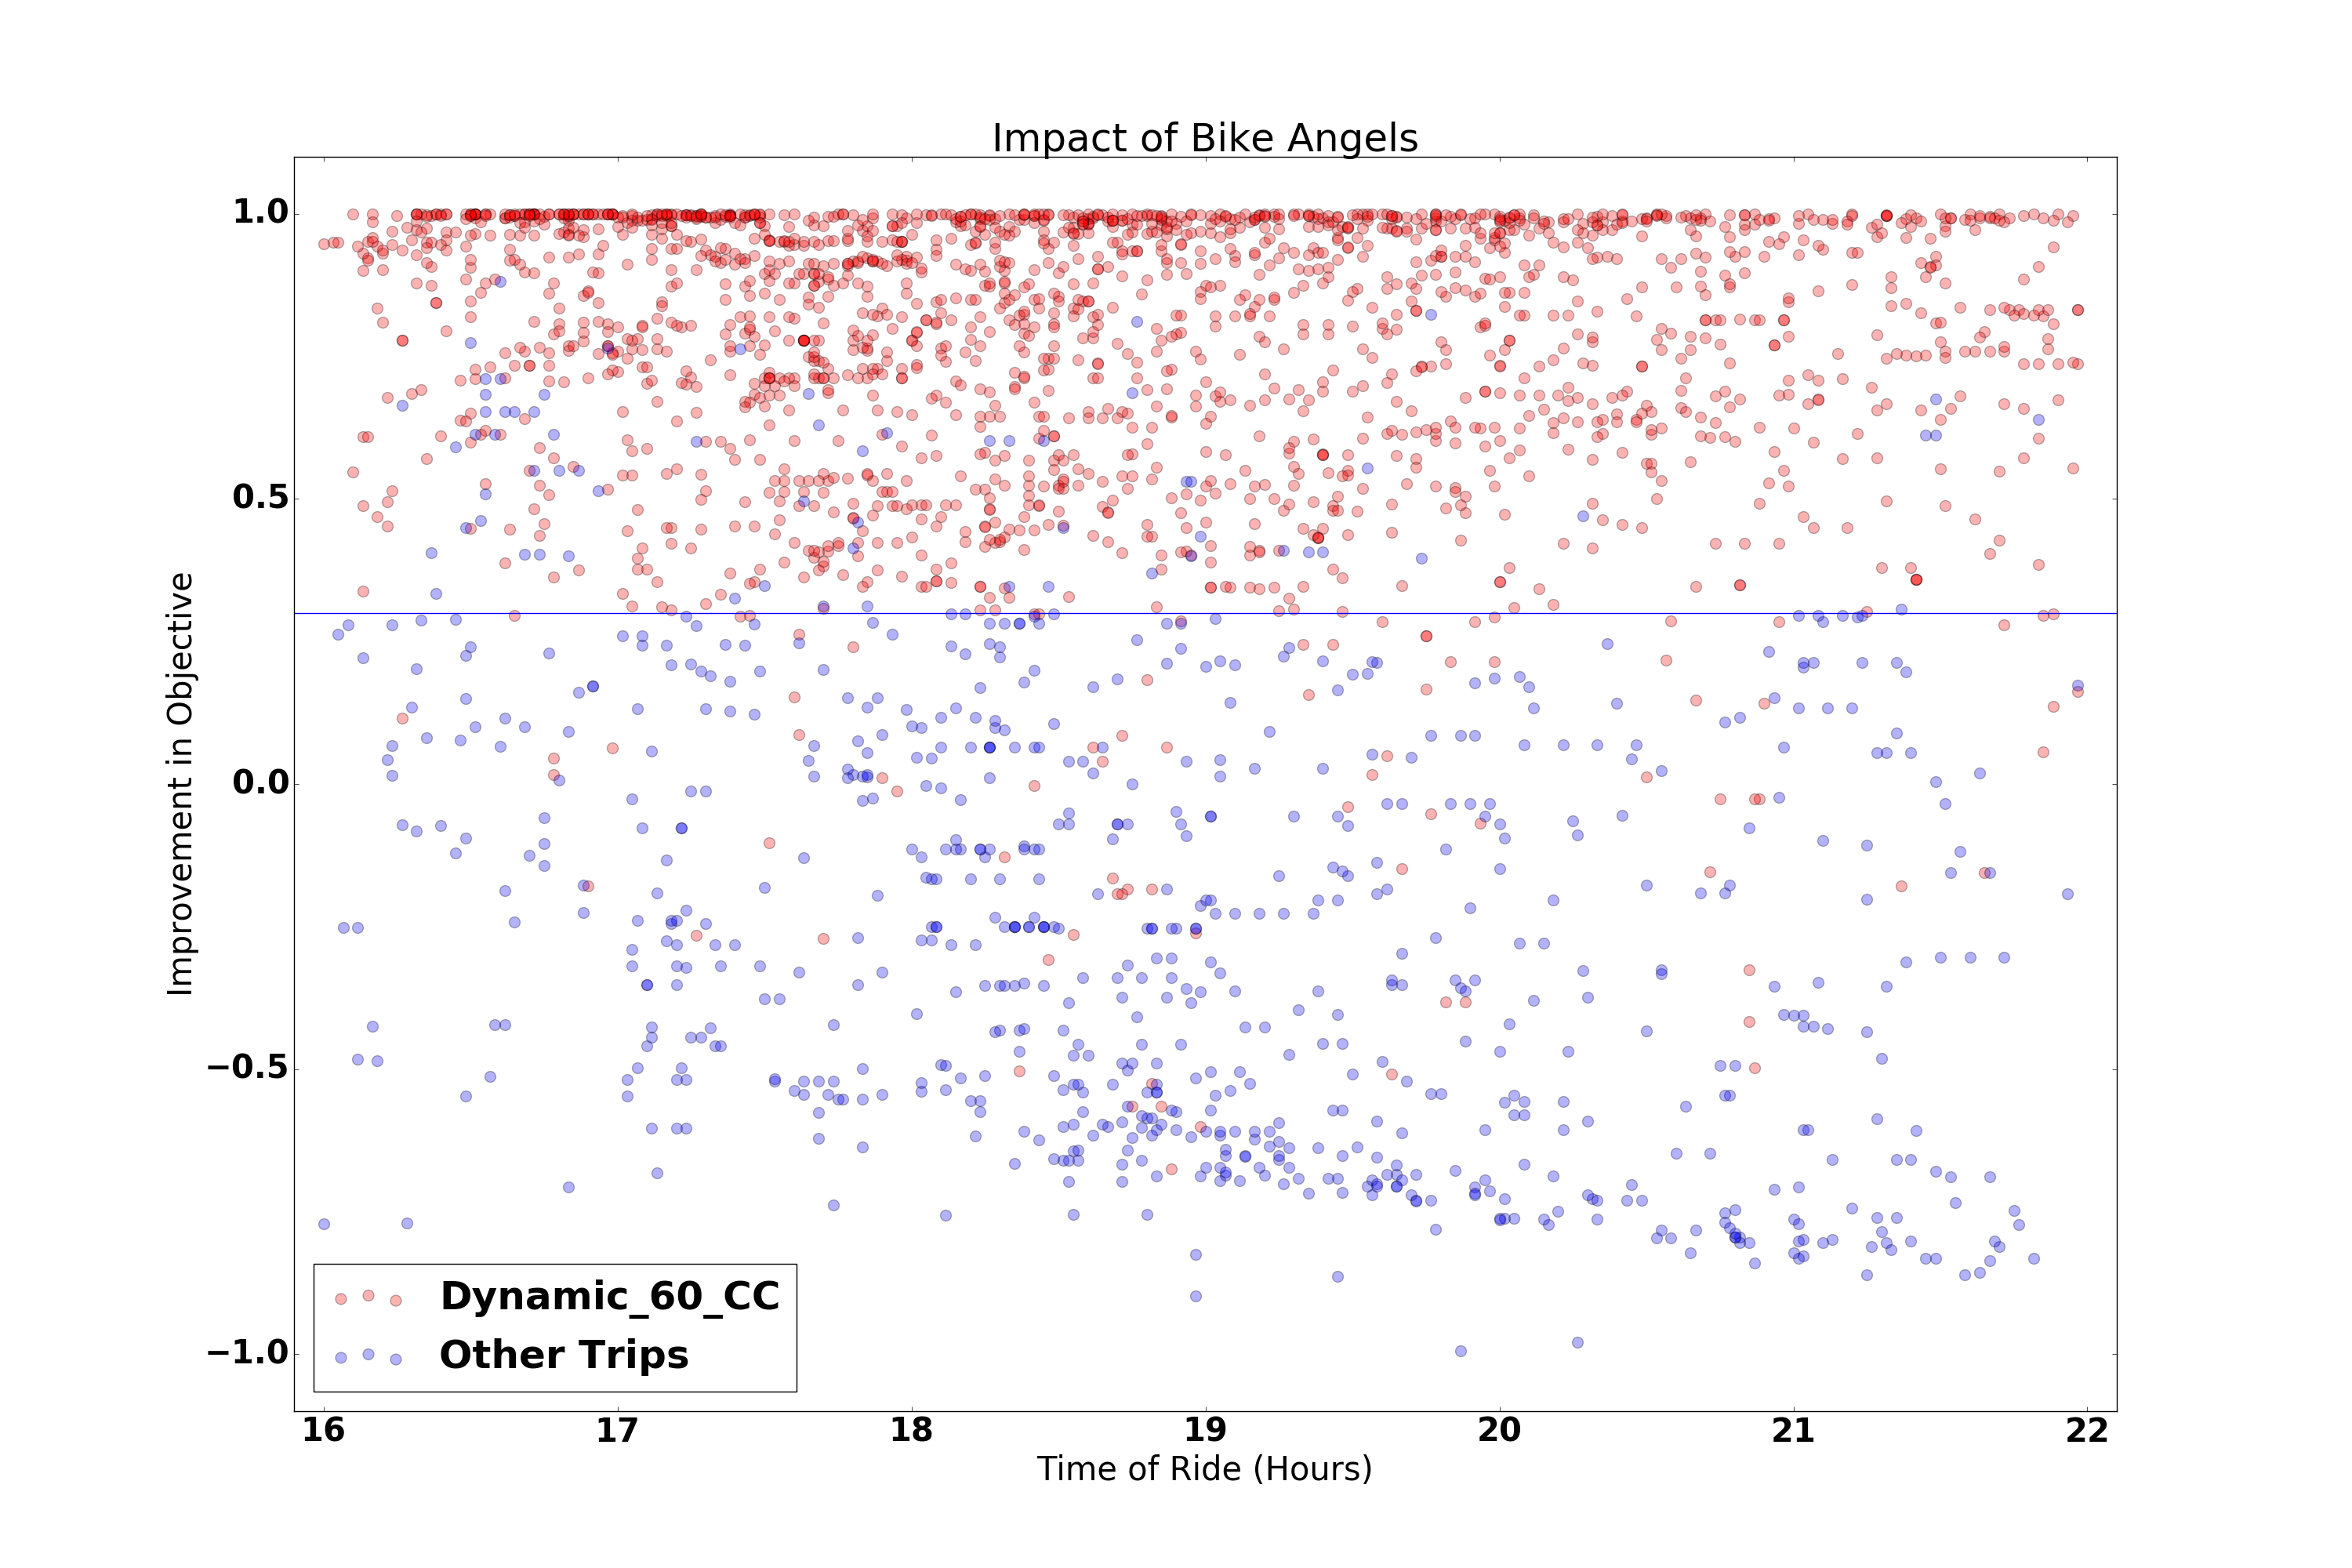 Impact of Bike Angels
Improvement in Objective
1.0
0.5
0.0
−0.5
−1.0
Dynamic_60_CC
Other Trips
16 17 18 19 20 21 22
Time of Ride (Hours)